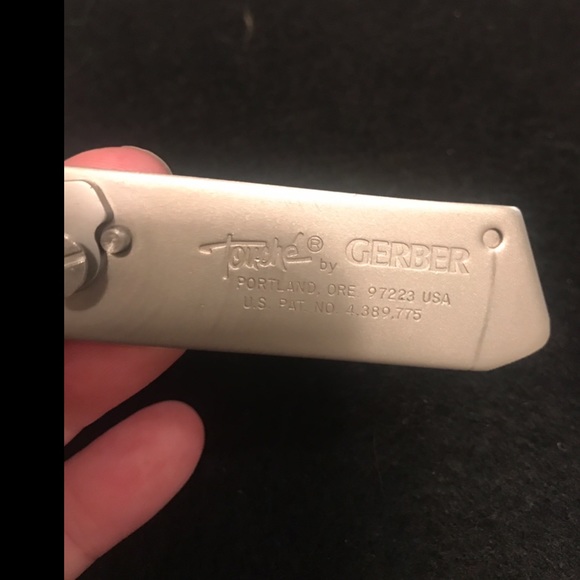 Touché® by GERBER
PORTLAND, ORE 97223 USA
U.S. PAT NO. 4,389,775